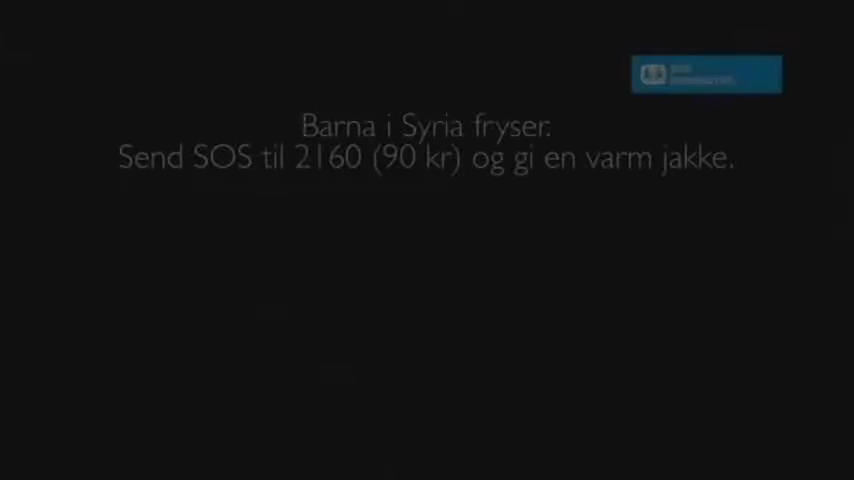 Barna i Syria fryser.
Send SOS til 2160 (90 kr) og gi en varm jakke.